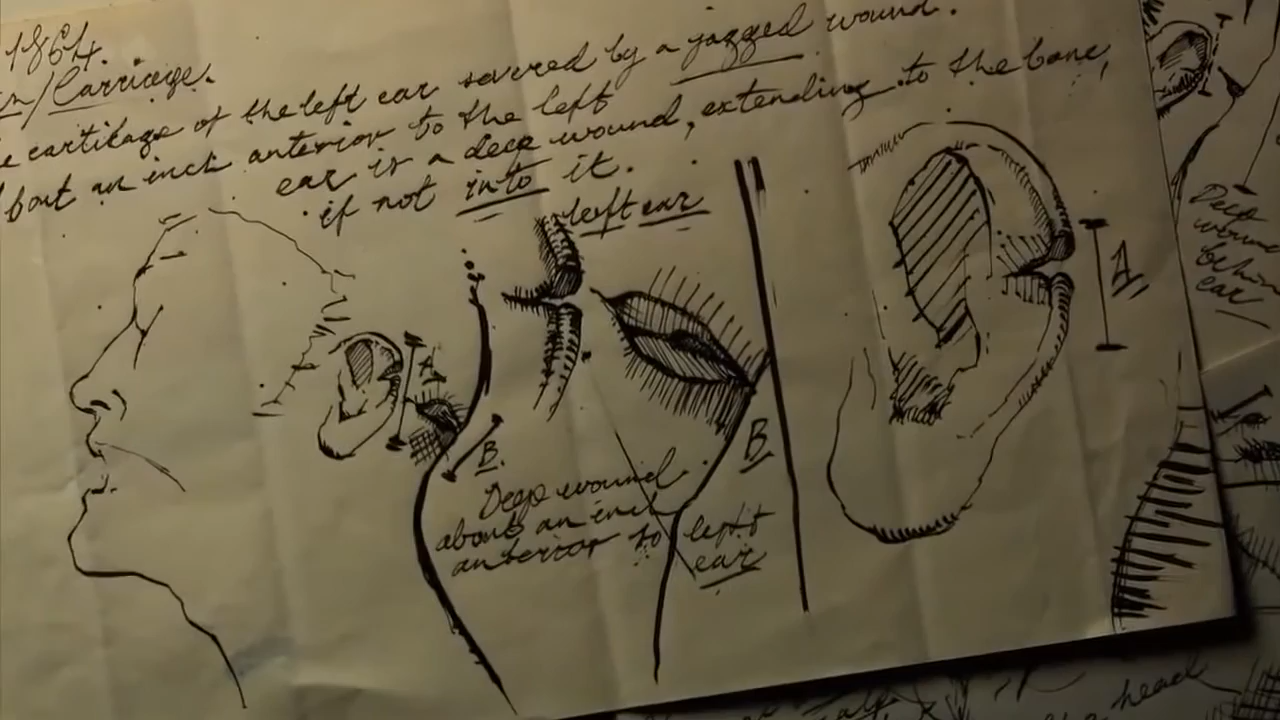 1864.
/Carriage.
cartilage of the left ear severed by a jagged wound.
bout an inch anterior to the left
ear is a deep wound, extending to the bone,
if not into it.
left ear
A
A
B.
B
Deep wound
about an inch
anterior to left
ear
Deep
wound
behin
ear
head